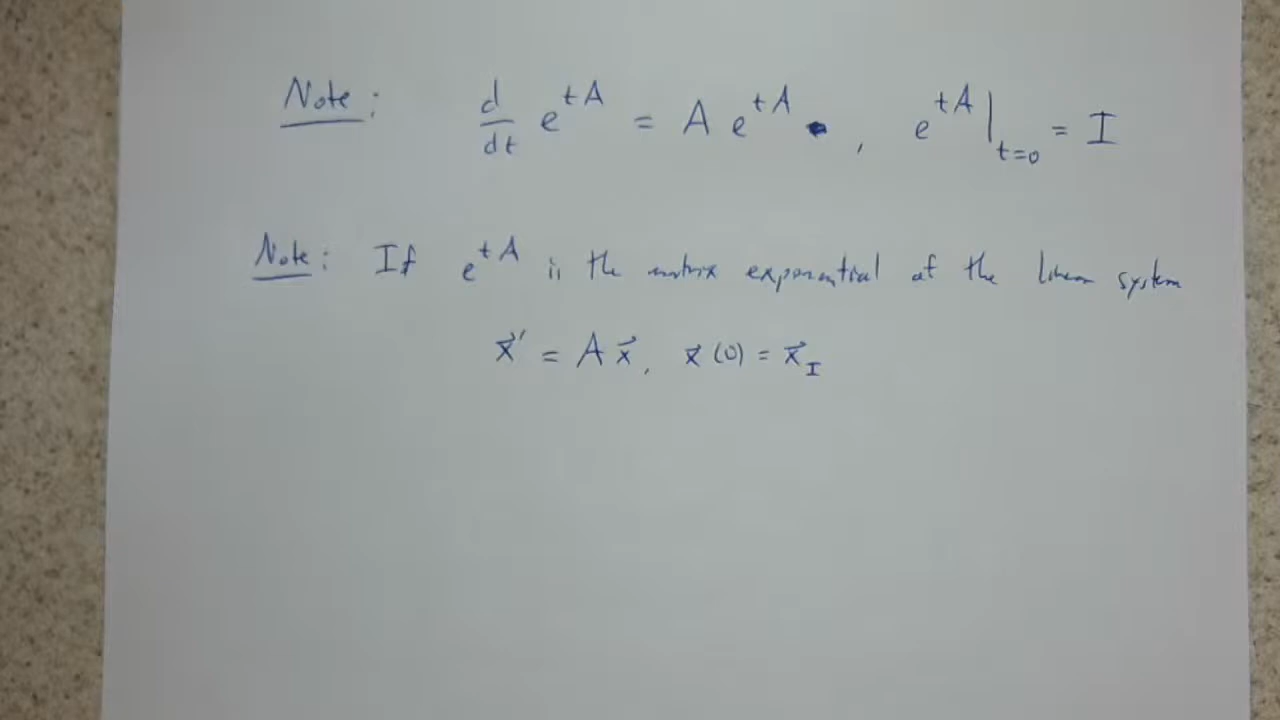 Note: d/dt e^{tA} = A e^{tA} , e^{tA}|_{t=0} = I
Note: If e^{tA} is the matrix exponential of the linear system
x⃗' = A x⃗, x⃗(0) = x⃗_I